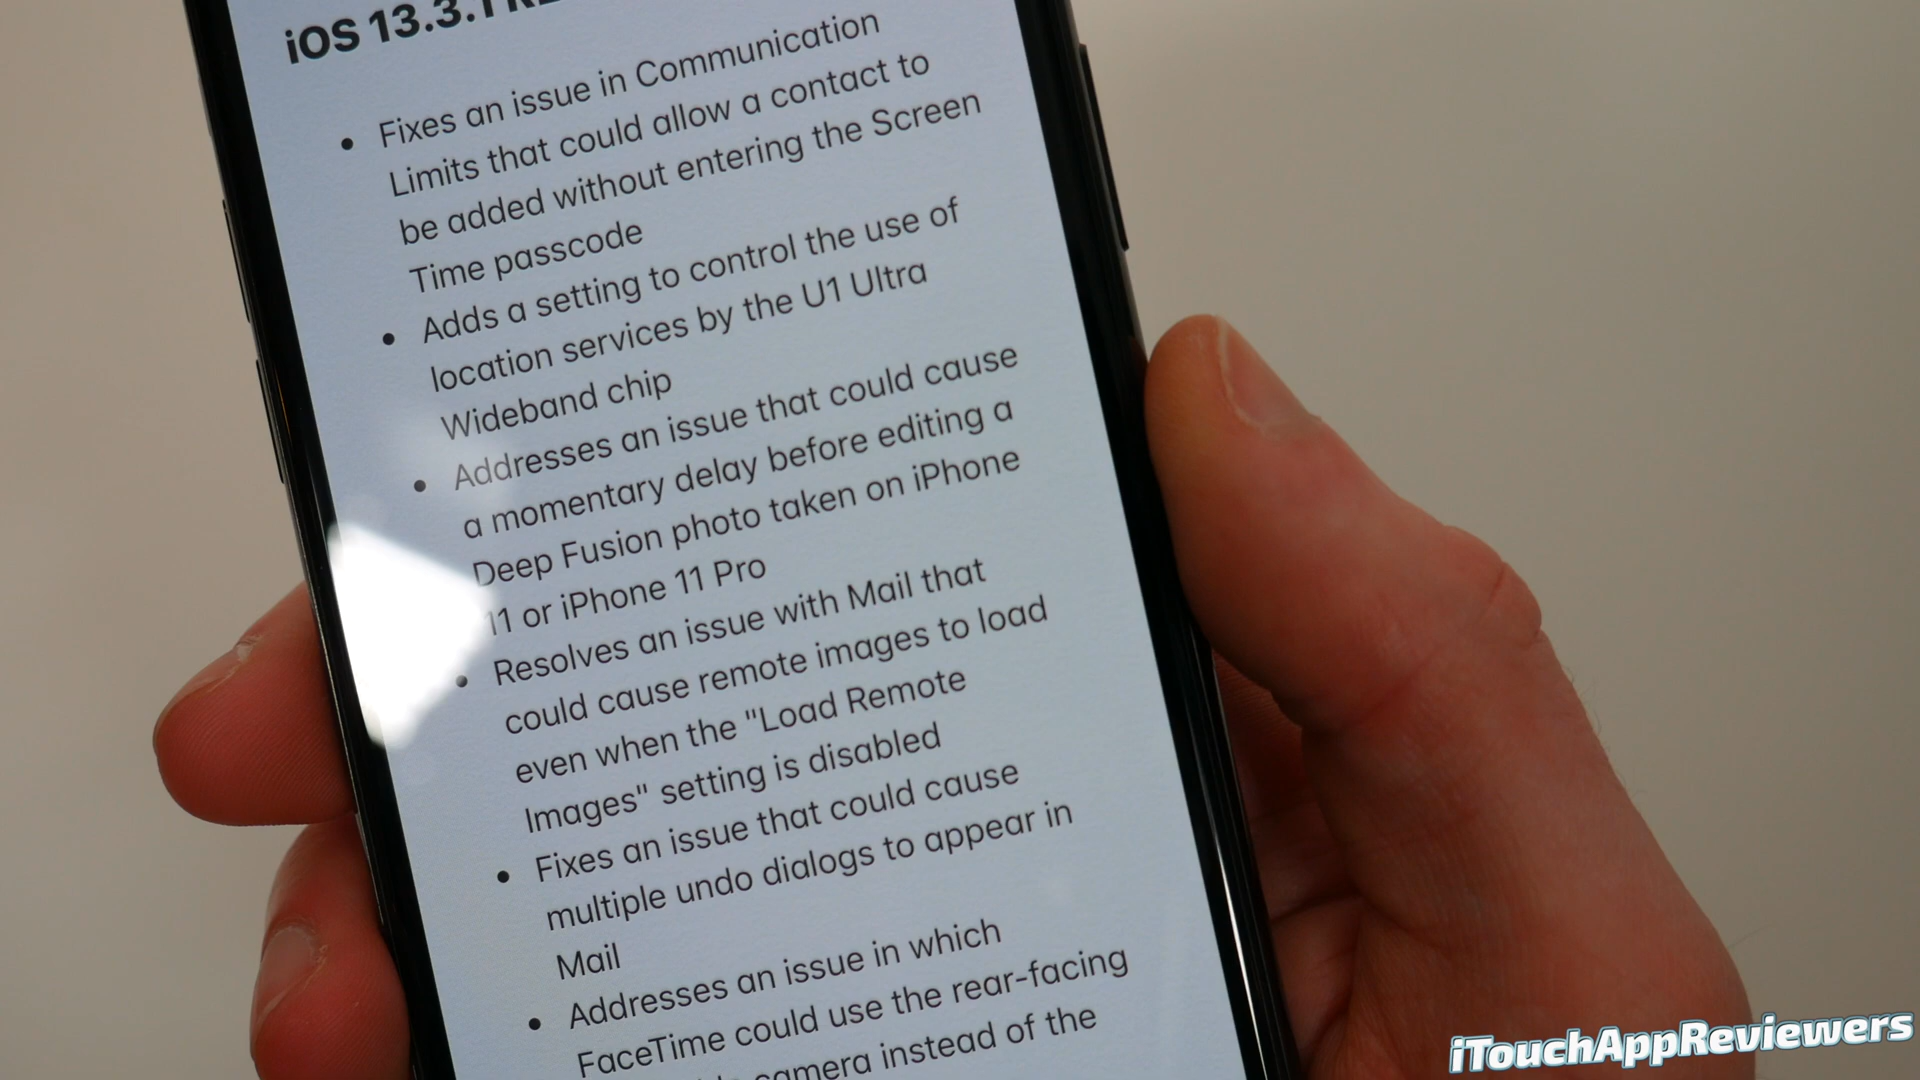 iOS 13.3.1
• Fixes an issue in Communication
Limits that could allow a contact to
be added without entering the Screen
Time passcode
• Adds a setting to control the use of
location services by the U1 Ultra
Wideband chip
• Addresses an issue that could cause
a momentary delay before editing a
Deep Fusion photo taken on iPhone
11 or iPhone 11 Pro
• Resolves an issue with Mail that
could cause remote images to load
even when the "Load Remote
Images" setting is disabled
• Fixes an issue that could cause
multiple undo dialogs to appear in
Mail
• Addresses an issue in which
FaceTime could use the rear-facing
camera instead of the
iTouchAppReviewers